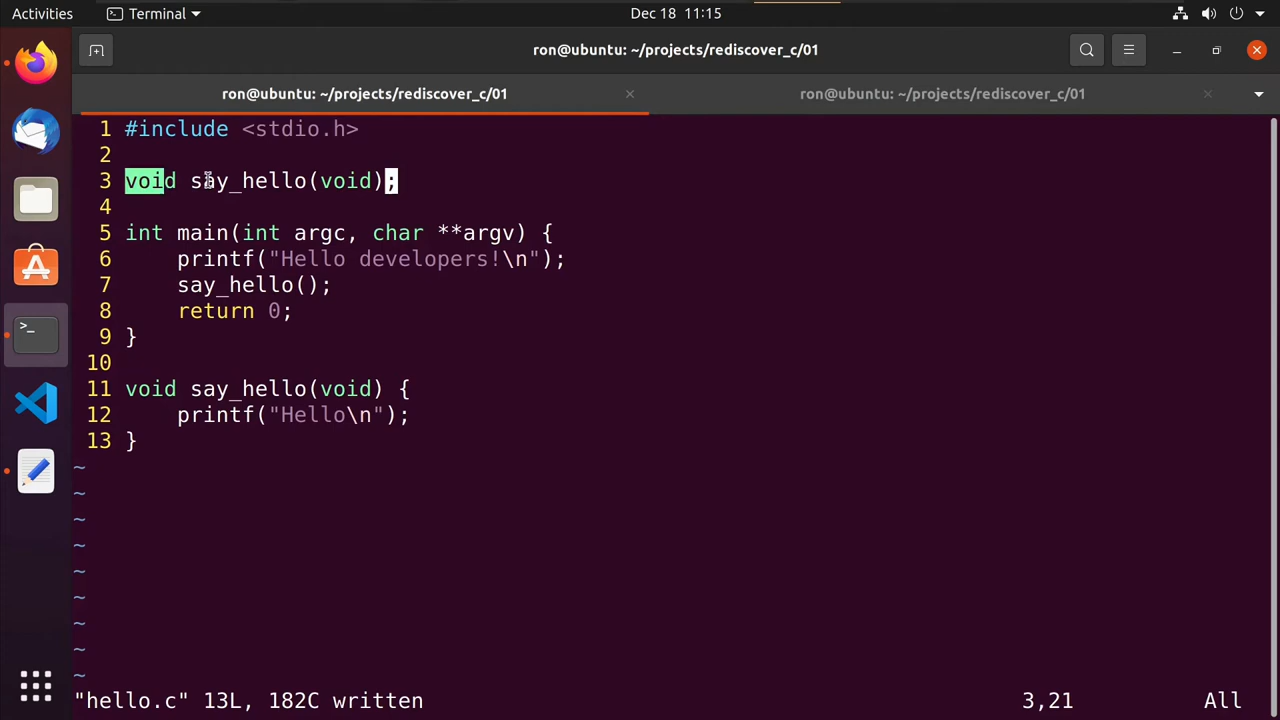 Activities Terminal Dec 18 11:15
ron@ubuntu: ~/projects/rediscover_c/01
ron@ubuntu: ~/projects/rediscover_c/01 ron@ubuntu: ~/projects/rediscover_c/01
1 #include <stdio.h>
2
3 void say_hello(void);
4
5 int main(int argc, char **argv) {
6     printf("Hello developers!\n");
7     say_hello();
8     return 0;
9 }
10
11 void say_hello(void) {
12     printf("Hello\n");
13 }
~
~
~
~
~
~
~
~
~
"hello.c" 13L, 182C written 3,21 All